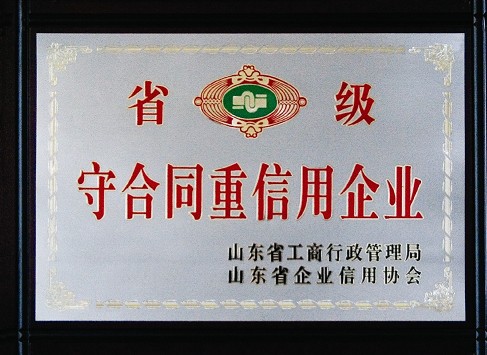 省 级
守合同重信用企业
山东省工商行政管理局
山东省企业信用协会